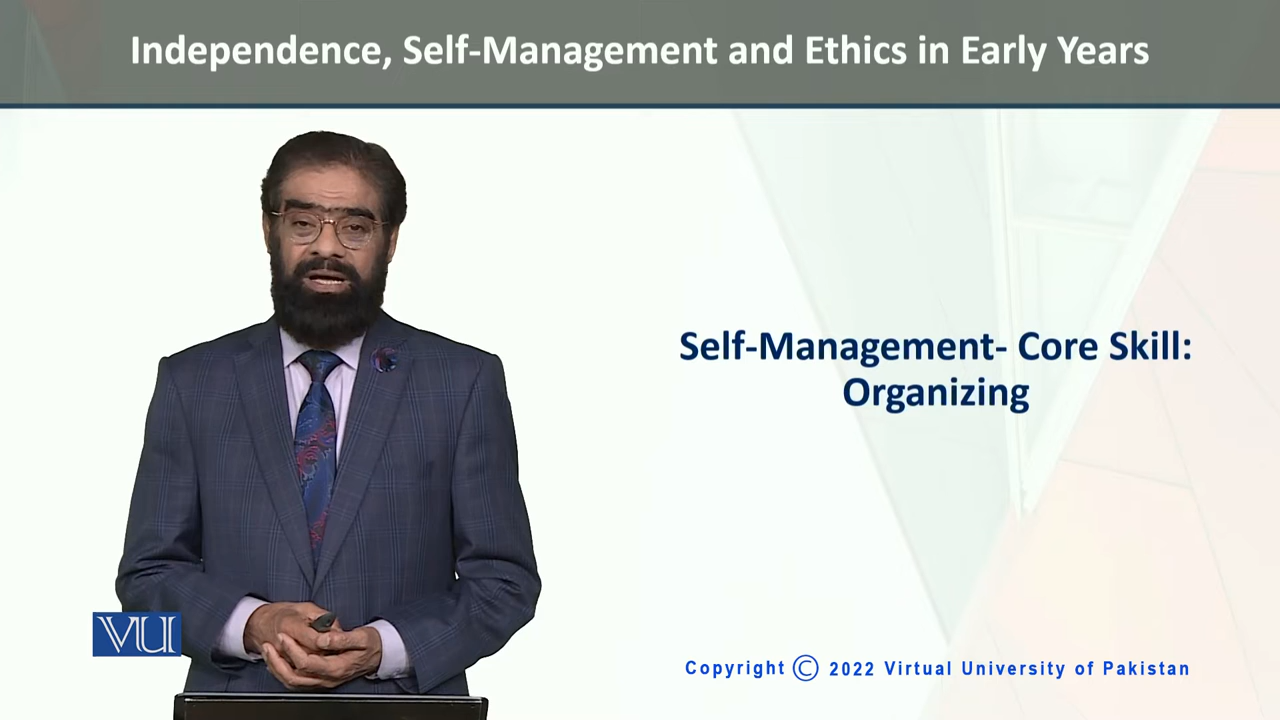 Independence, Self-Management and Ethics in Early Years
Self-Management- Core Skill:
Organizing
VU
Copyright © 2022 Virtual University of Pakistan